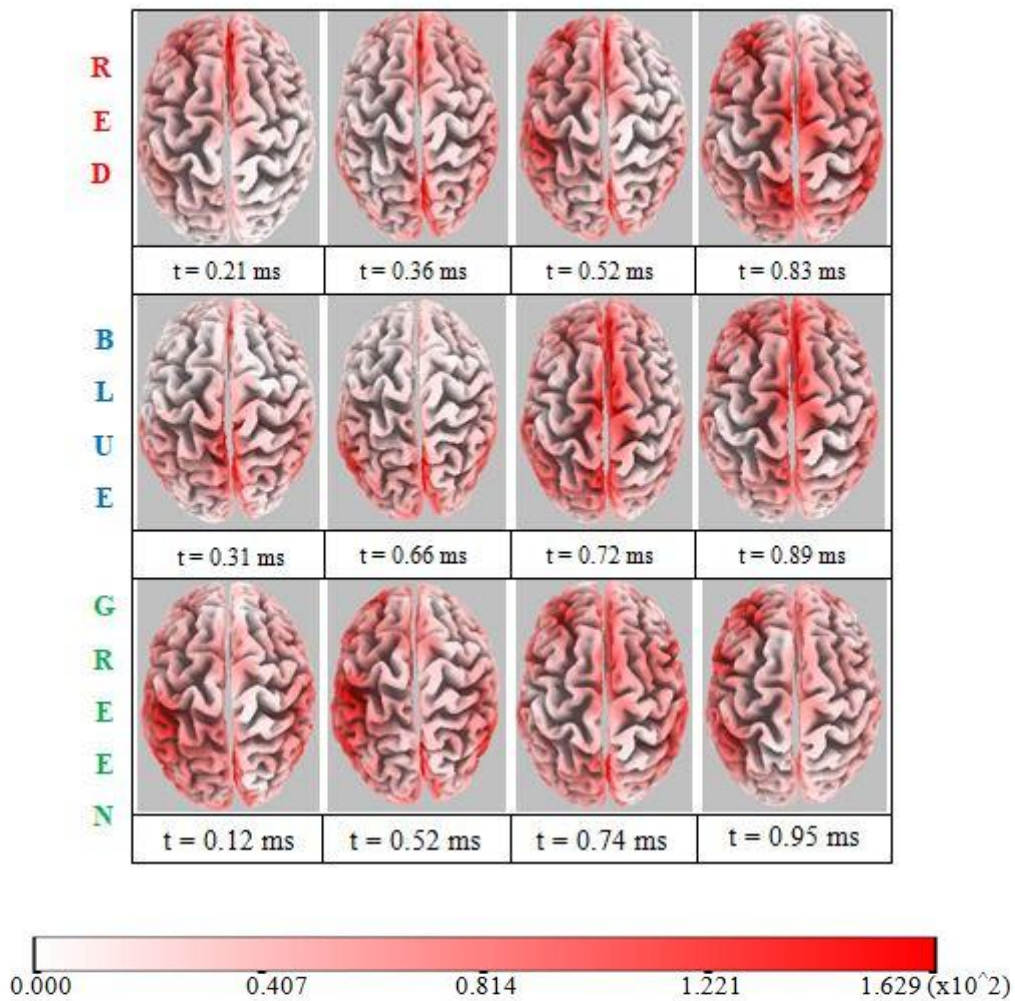 R
E
D
t = 0.21 ms
t = 0.36 ms
t = 0.52 ms
t = 0.83 ms
B
L
U
E
t = 0.31 ms
t = 0.66 ms
t = 0.72 ms
t = 0.89 ms
G
R
E
E
N
t = 0.12 ms
t = 0.52 ms
t = 0.74 ms
t = 0.95 ms
0.000
0.407
0.814
1.221
1.629 (x10^2)